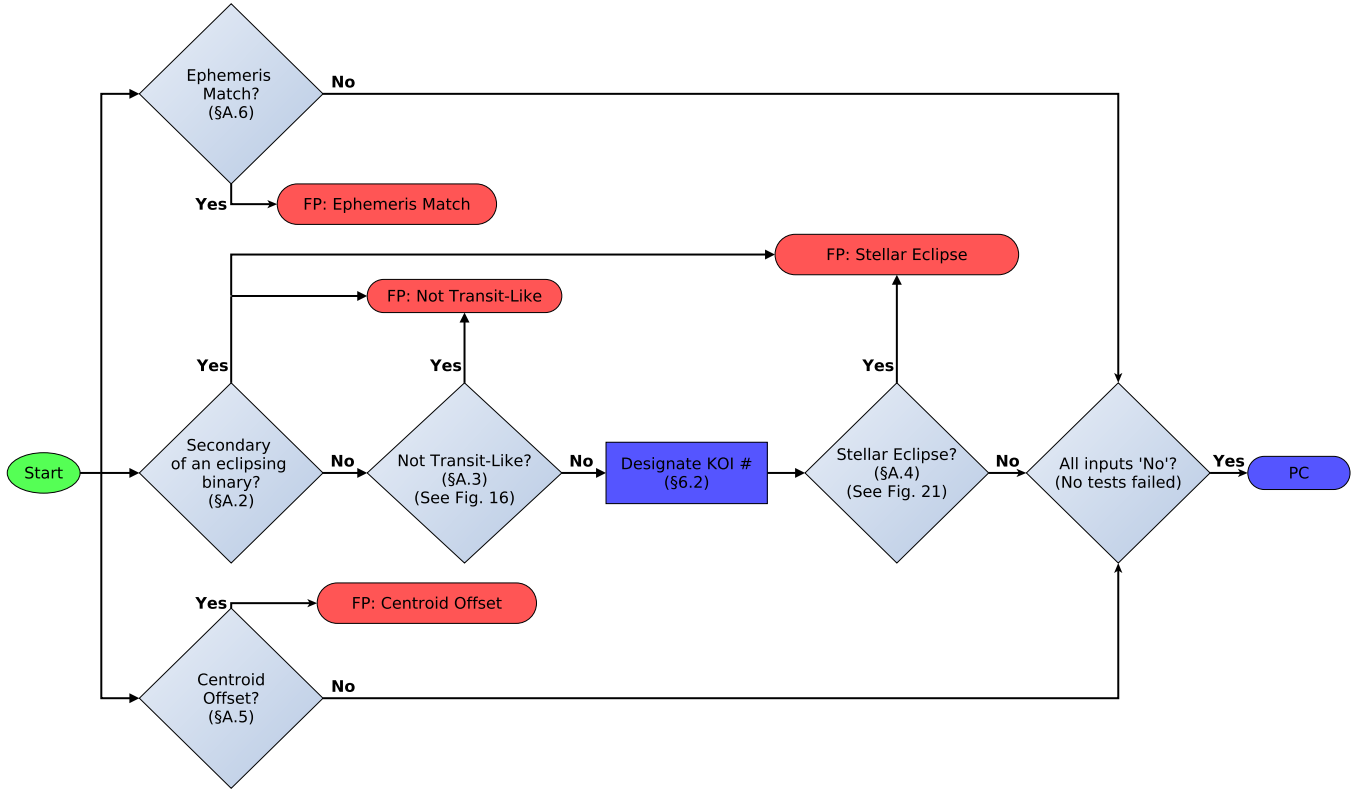 Ephemeris
Match?
(§A.6)
No
Yes
FP: Ephemeris Match
FP: Stellar Eclipse
FP: Not Transit-Like
Yes
Yes
Yes
Start
Secondary
of an eclipsing
binary?
(§A.2)
No
Not Transit-Like?
(§A.3)
(See Fig. 16)
No
Designate KOI #
(§6.2)
Stellar Eclipse?
(§A.4)
(See Fig. 21)
No
All inputs 'No'?
(No tests failed)
Yes
PC
Yes
FP: Centroid Offset
Centroid
Offset?
(§A.5)
No